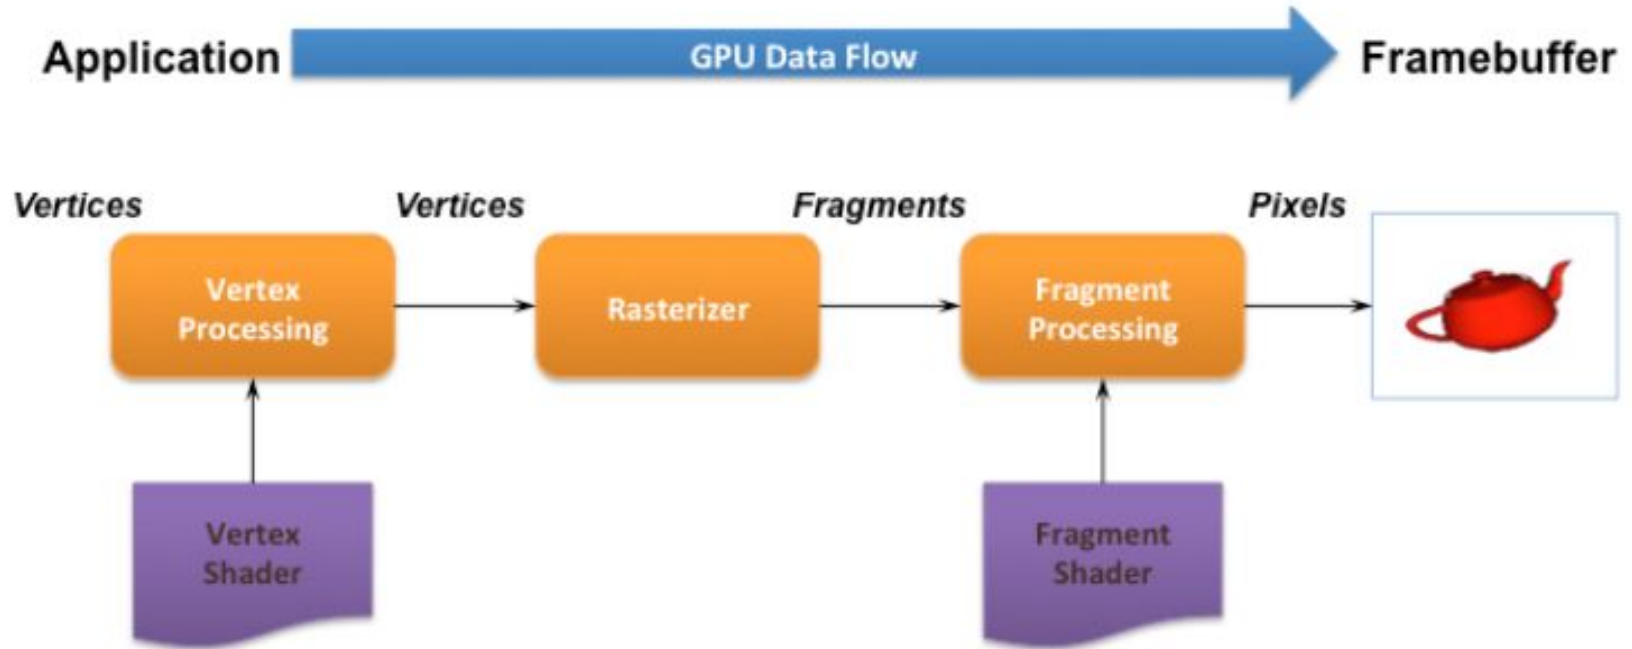 Application
GPU Data Flow
Framebuffer
Vertices
Vertices
Fragments
Pixels
Vertex
Processing
Rasterizer
Fragment
Processing
Vertex
Shader
Fragment
Shader